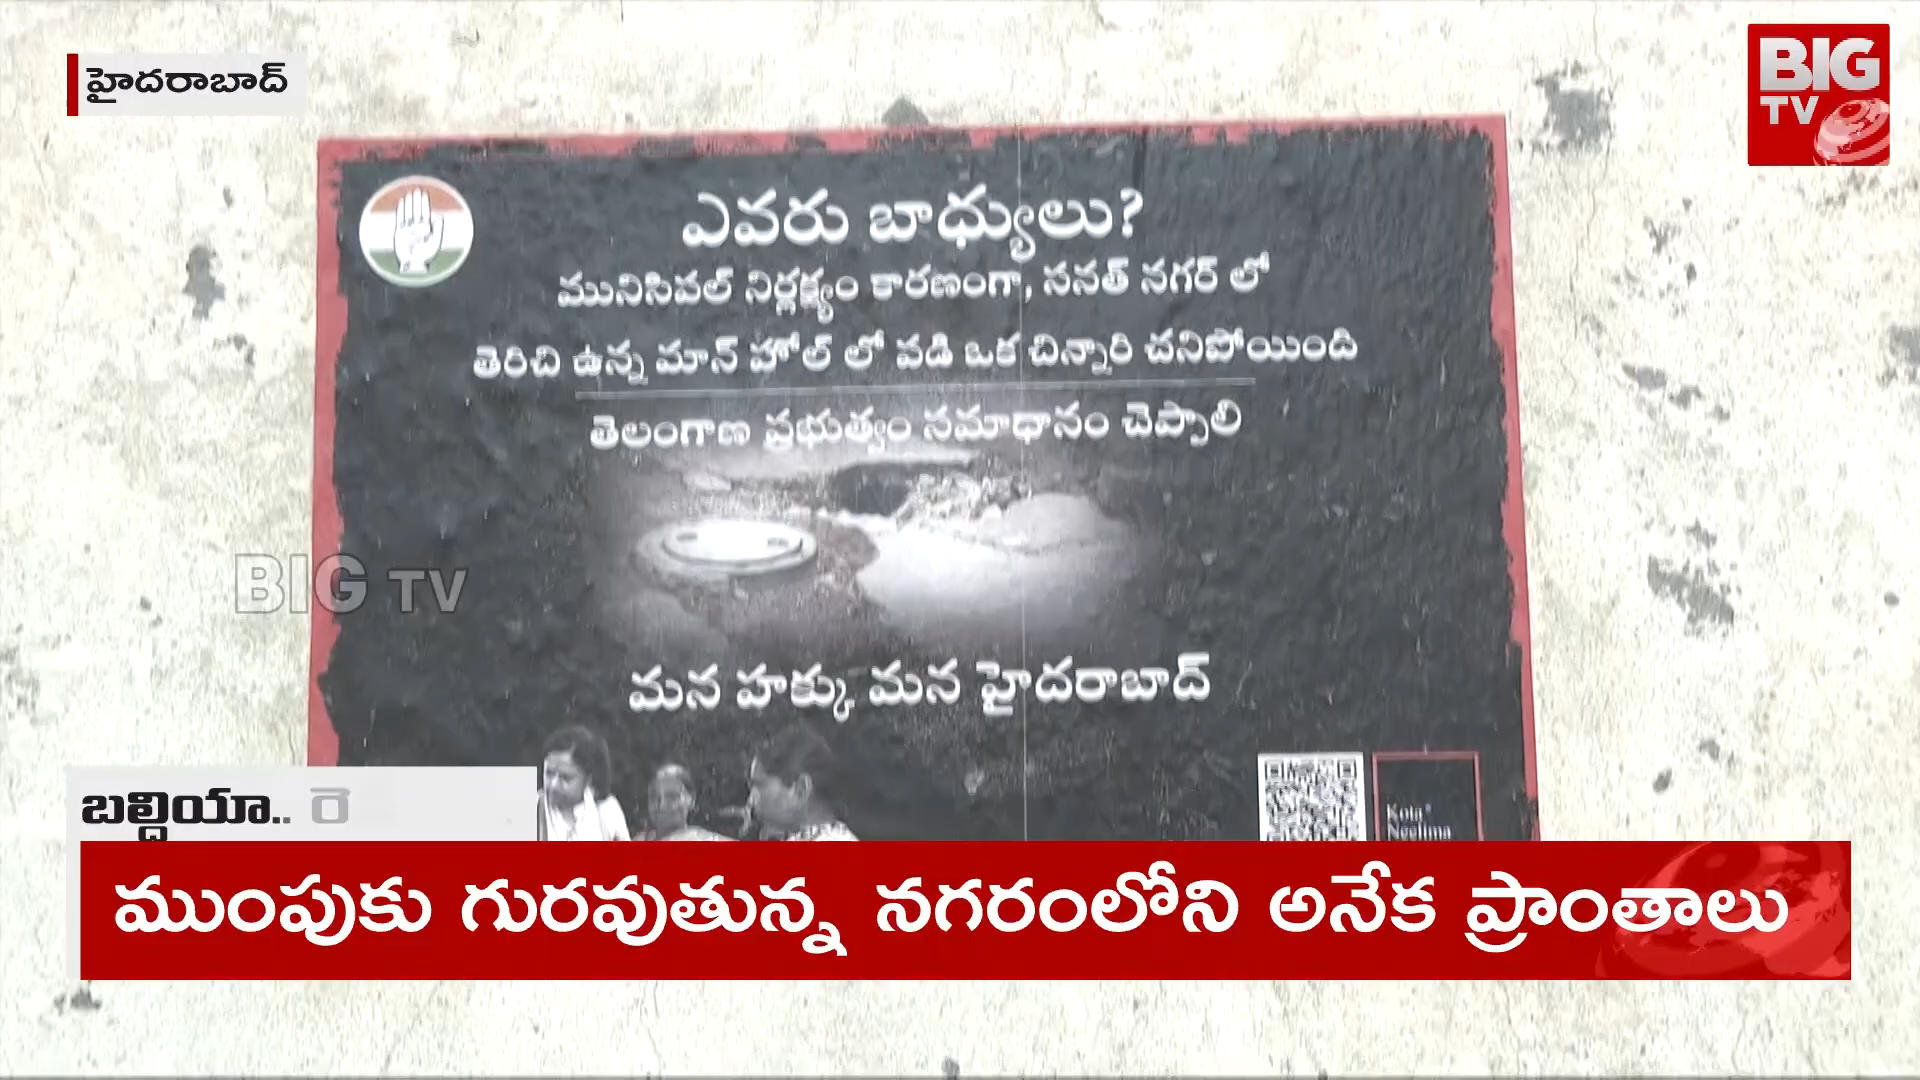 హైదరాబాద్
BIG
TV
ఎవరు బాధ్యులు?
మునిసిపల్ నిర్లక్ష్యం కారణంగా, సనత్ నగర్ లో
తెరిచి ఉన్న మాన్ హోల్ లో పడి ఒక చిన్నారి చనిపోయింది
తెలంగాణ ప్రభుత్వం సమాధానం చెప్పాలి
BIG TV
మన హక్కు మన హైదరాబాద్
Kota
Neelima
బల్దియా.. రె
ముంపుకు గురవుతున్న నగరంలోని అనేక ప్రాంతాలు